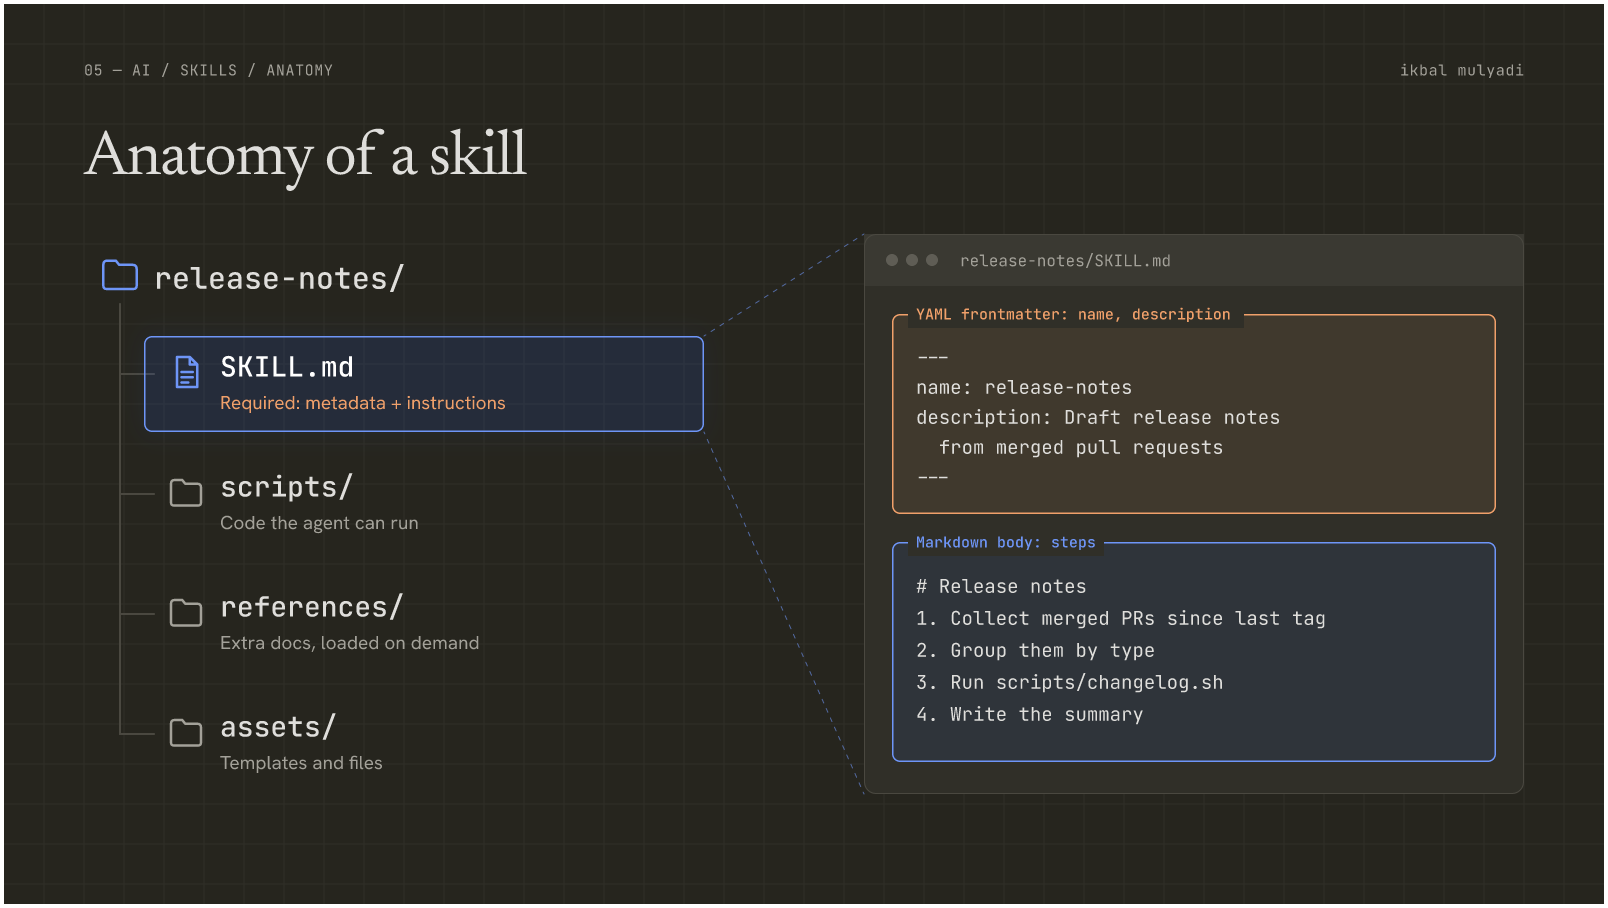 05 — AI / SKILLS / ANATOMY
ikbal mulyadi
Anatomy of a skill
release-notes/
SKILL.md
Required: metadata + instructions
scripts/
Code the agent can run
references/
Extra docs, loaded on demand
assets/
Templates and files
release-notes/SKILL.md
YAML frontmatter: name, description
---
name: release-notes
description: Draft release notes
  from merged pull requests
---
Markdown body: steps
# Release notes
1. Collect merged PRs since last tag
2. Group them by type
3. Run scripts/changelog.sh
4. Write the summary